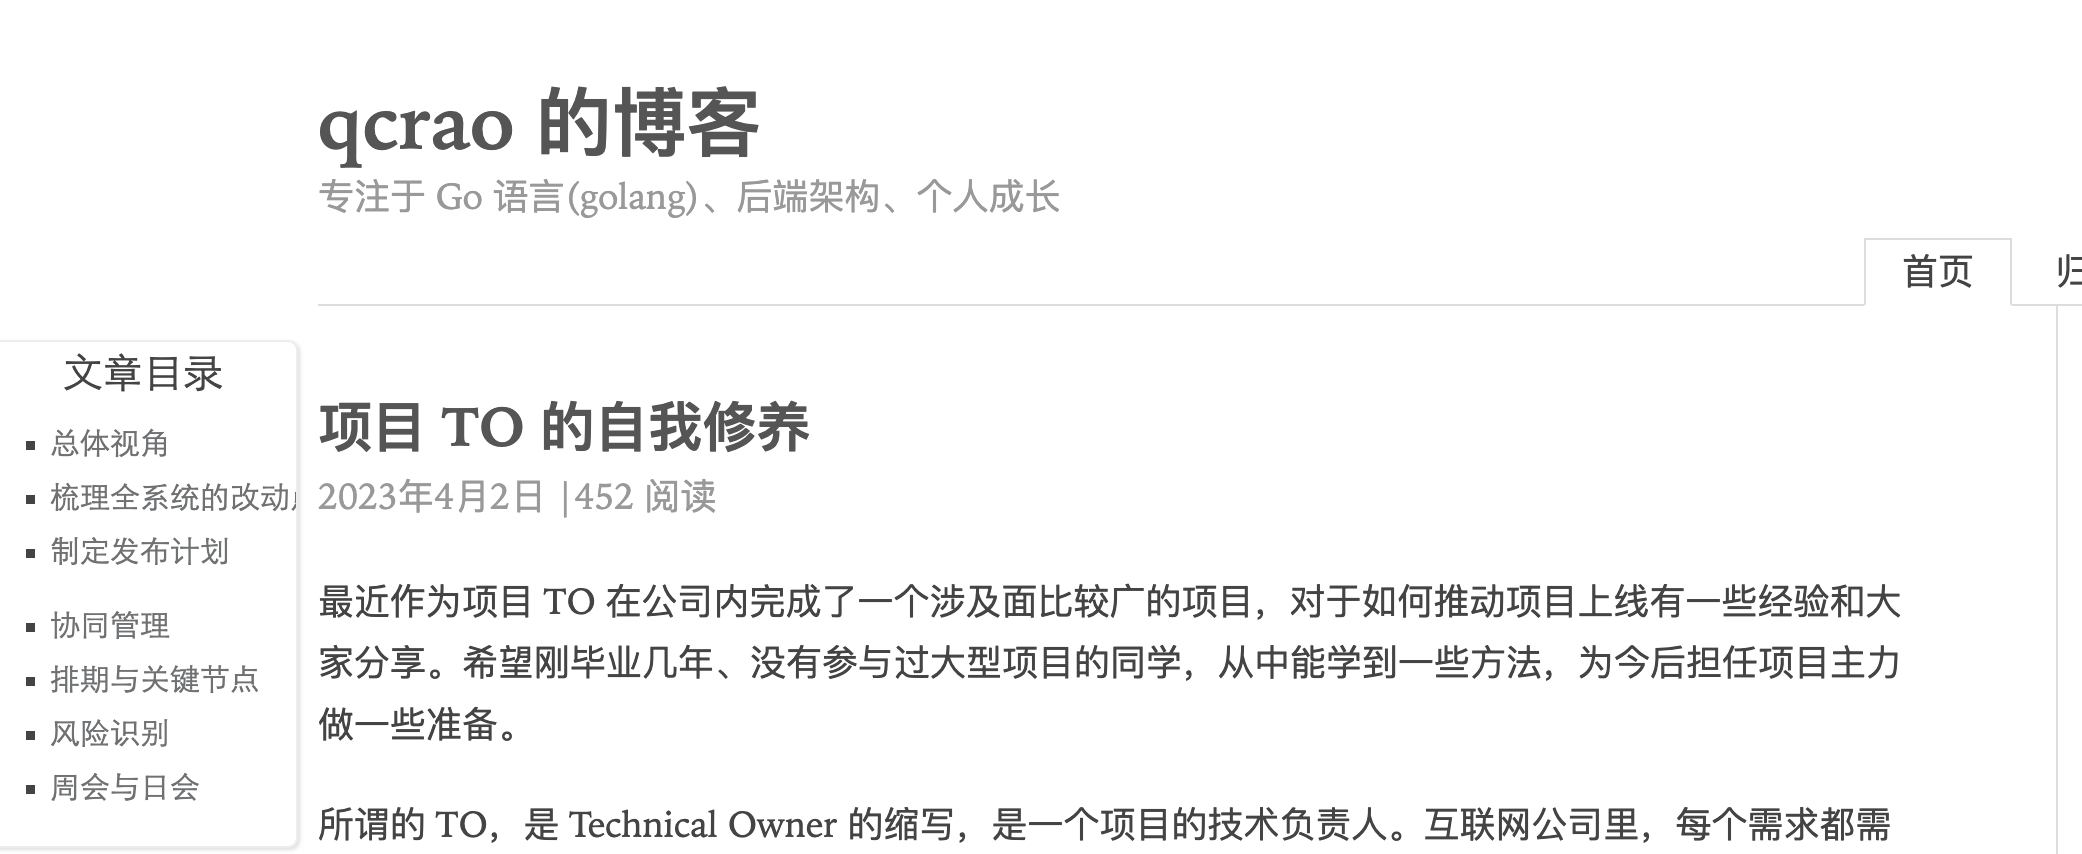 qcrao 的博客
专注于 Go 语言(golang)、后端架构、个人成长
首页
文章目录
总体视角
梳理全系统的改动
制定发布计划
协同管理
排期与关键节点
风险识别
周会与日会
项目 TO 的自我修养
2023年4月2日 |452 阅读
最近作为项目 TO 在公司内完成了一个涉及面比较广的项目，对于如何推动项目上线有一些经验和大
家分享。希望刚毕业几年、没有参与过大型项目的同学，从中能学到一些方法，为今后担任项目主力
做一些准备。
所谓的 TO，是 Technical Owner 的缩写，是一个项目的技术负责人。互联网公司里，每个需求都需